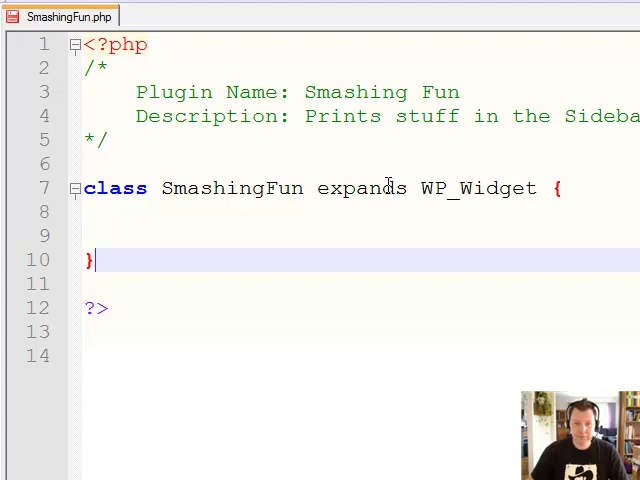 SmashingFun.php
1 <?php
2 /*
3 Plugin Name: Smashing Fun
4 Description: Prints stuff in the Sideba
5 */
6
7 class SmashingFun expands WP_Widget {
8
9
10 }
11
12 ?>
13
14